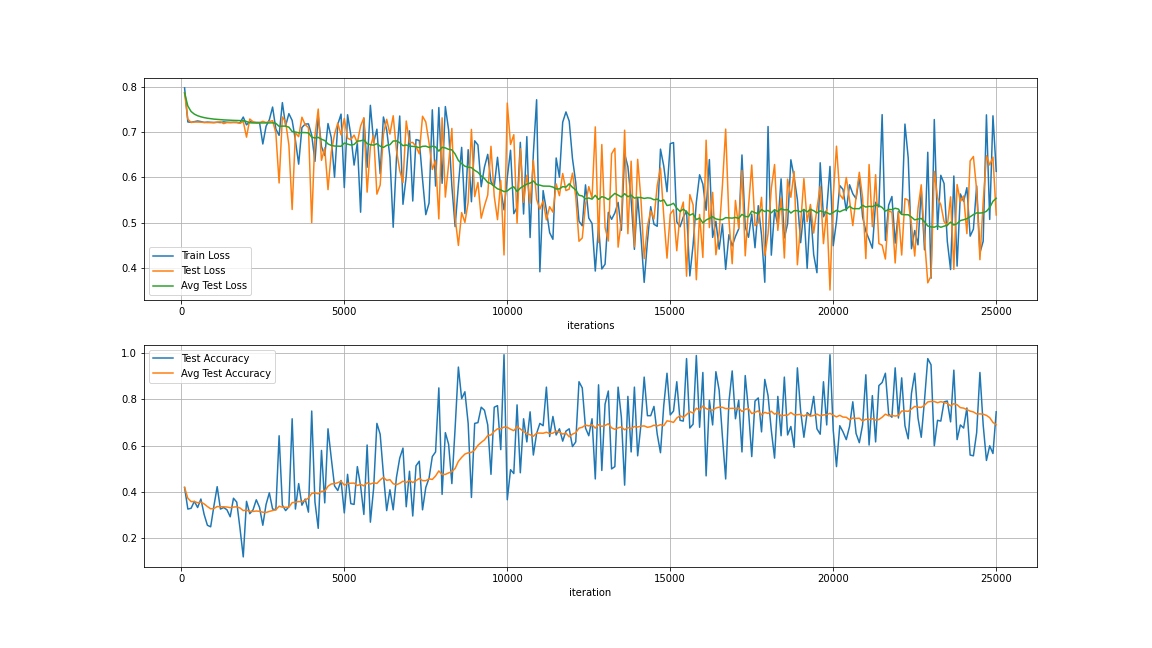 0.8
0.7
0.6
0.5
0.4
Train Loss
Test Loss
Avg Test Loss
0 5000 10000 15000 20000 25000
iterations
1.0
0.8
0.6
0.4
0.2
Test Accuracy
Avg Test Accuracy
0 5000 10000 15000 20000 25000
iteration